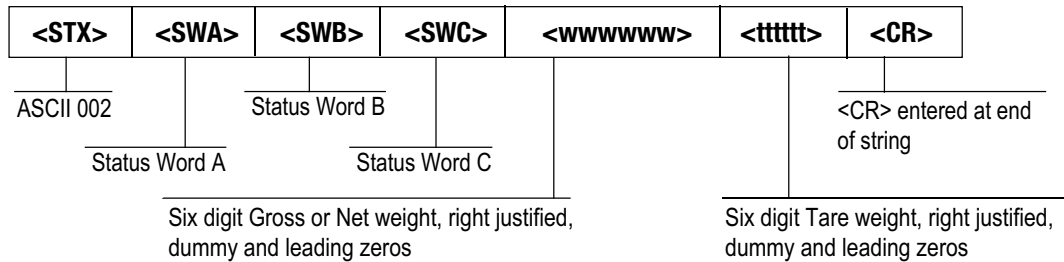 <STX> <SWA> <SWB> <SWC> <wwwwww> <tttttt> <CR>
ASCII 002
Status Word B
<CR> entered at end
of string
Status Word A
Status Word C
Six digit Gross or Net weight, right justified,
dummy and leading zeros
Six digit Tare weight, right justified,
dummy and leading zeros